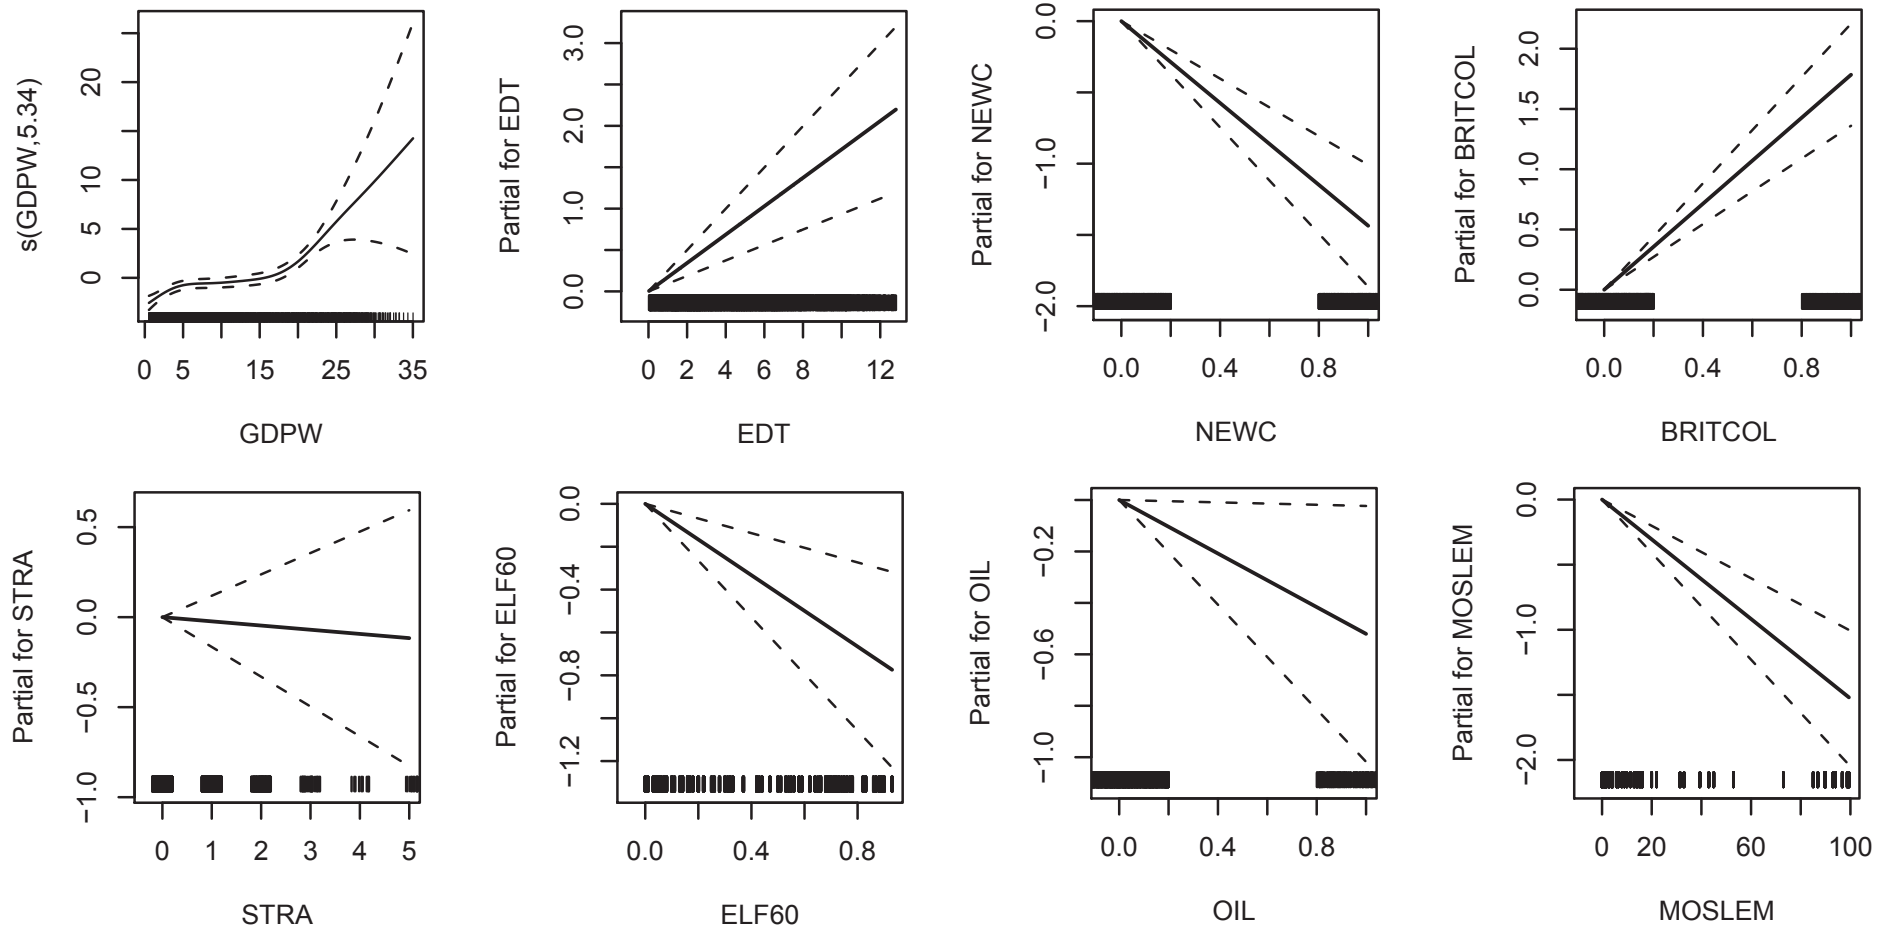 s(GDPW,5.34)
20
10
5
0
0 5 15 25 35
GDPW
Partial for EDT
3.0
2.0
1.0
0.0
0 2 4 6 8 12
EDT
Partial for NEWC
0.0
−1.0
−2.0
0.0 0.4 0.8
NEWC
Partial for BRITCOL
2.0
1.5
1.0
0.5
0.0
0.0 0.4 0.8
BRITCOL
Partial for STRA
0.5
0.0
−0.5
−1.0
0 1 2 3 4 5
STRA
Partial for ELF60
0.0
−0.4
−0.8
−1.2
0.0 0.4 0.8
ELF60
Partial for OIL
−0.2
−0.6
−1.0
0.0 0.4 0.8
OIL
Partial for MOSLEM
0.0
−1.0
−2.0
0 20 60 100
MOSLEM